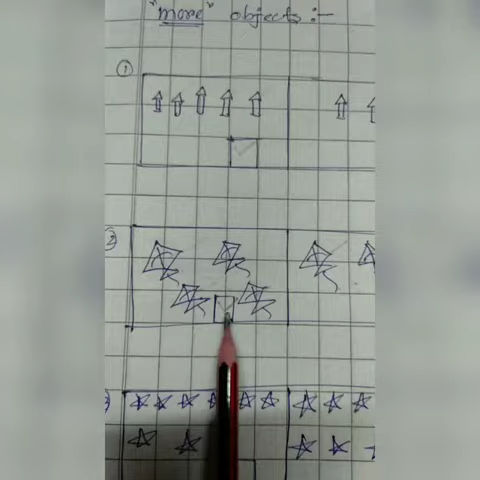 "more" objects :-
①
②